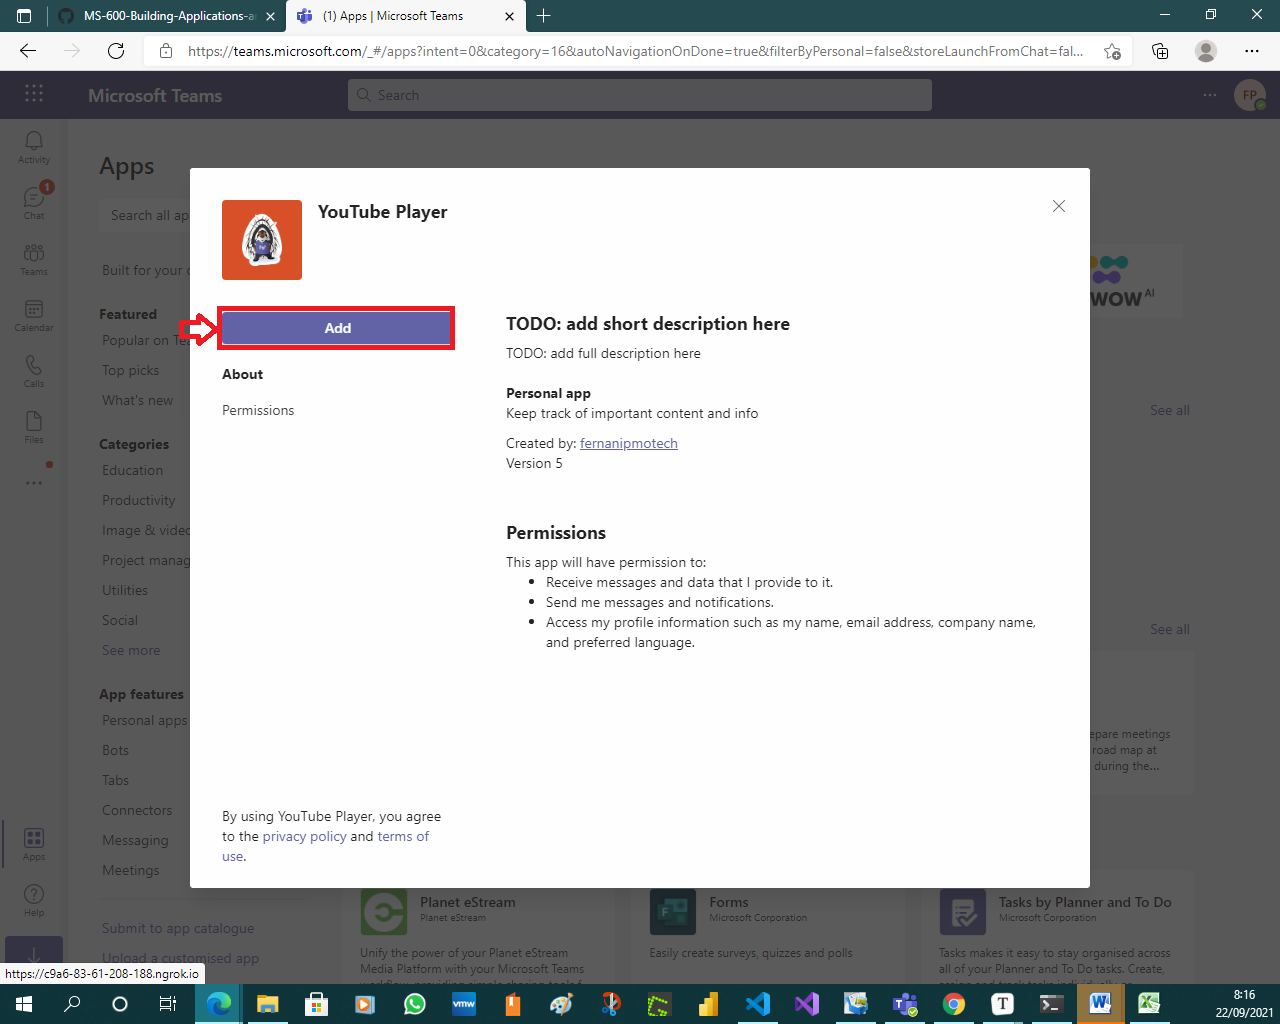 MS-600-Building-Applications-a
(1) Apps | Microsoft Teams
https://teams.microsoft.com/_#/apps?intent=0&category=16&autoNavigationOnDone=true&filterByPersonal=false&storeLaunchFromChat=fal...
Microsoft Teams
Search
FP
Activity
1
Chat
Teams
Calendar
Calls
Files
Apps
Help
Apps
Search all ap
Built for your
Featured
Popular on Te
Top picks
What's new
Categories
Education
Productivity
Image & video
Project manag
Utilities
Social
See more
App features
Personal apps
Bots
Tabs
Connectors
Messaging
Meetings
Submit to app catalogue
Upload a customised app
YouTube Player
Add
About
Permissions
TODO: add short description here
TODO: add full description here
Personal app
Keep track of important content and info
Created by: fernanipmotech
Version 5
Permissions
This app will have permission to:
Receive messages and data that I provide to it.
Send me messages and notifications.
Access my profile information such as my name, email address, company name,
and preferred language.
By using YouTube Player, you agree
to the privacy policy and terms of
use.
WOW AI
See all
See all
epare meetings
road map at
during the...
Planet eStream
Planet eStream
Unify the power of your Planet eStream
Media Platform with your Microsoft Teams
Forms
Microsoft Corporation
Easily create surveys, quizzes and polls
Tasks by Planner and To Do
Microsoft Corporation
Tasks makes it easy to stay organised across
all of your Planner and To Do tasks. Create,
https://c9a6-83-61-208-188.ngrok.io
vmw
T
8:16
22/09/2021